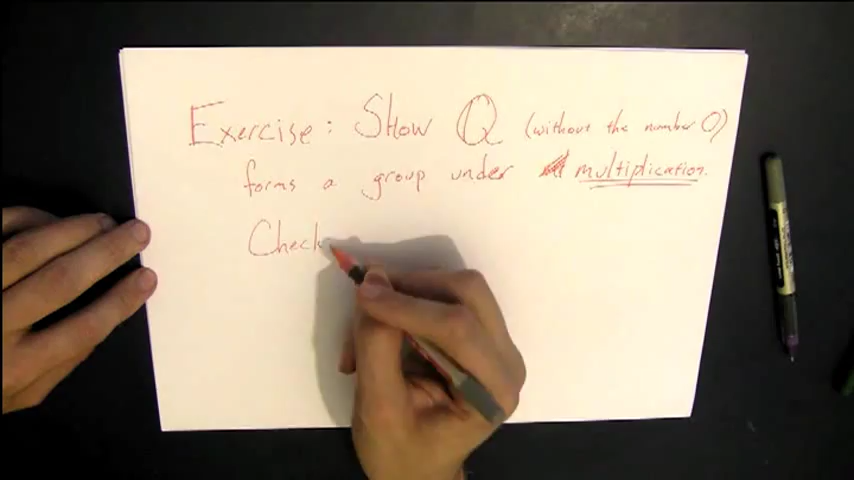 Exercise: Show Q (without the number 0)
forms a group under multiplication.
Check